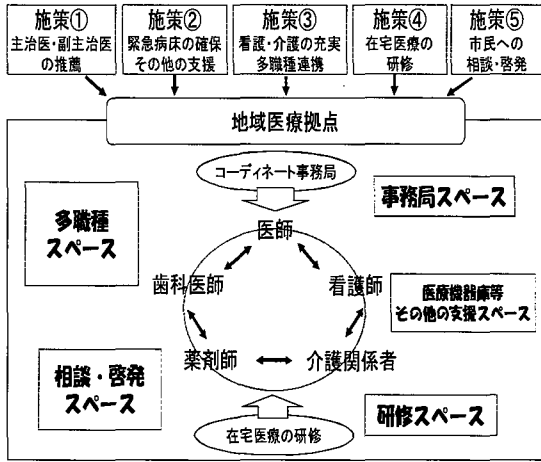 施策①
主治医・副主治医
の推薦
施策②
緊急病床の確保
その他の支援
施策③
看護・介護の充実
多職種連携
施策④
在宅医療の
研修
施策⑤
市民への
相談・啓発
地域医療拠点
コーディネート事務局
事務局スペース
多職種
スペース
医師
歯科医師
看護師
医療機器庫等
その他の支援スペース
薬剤師
介護関係者
相談・啓発
スペース
研修スペース
在宅医療の研修